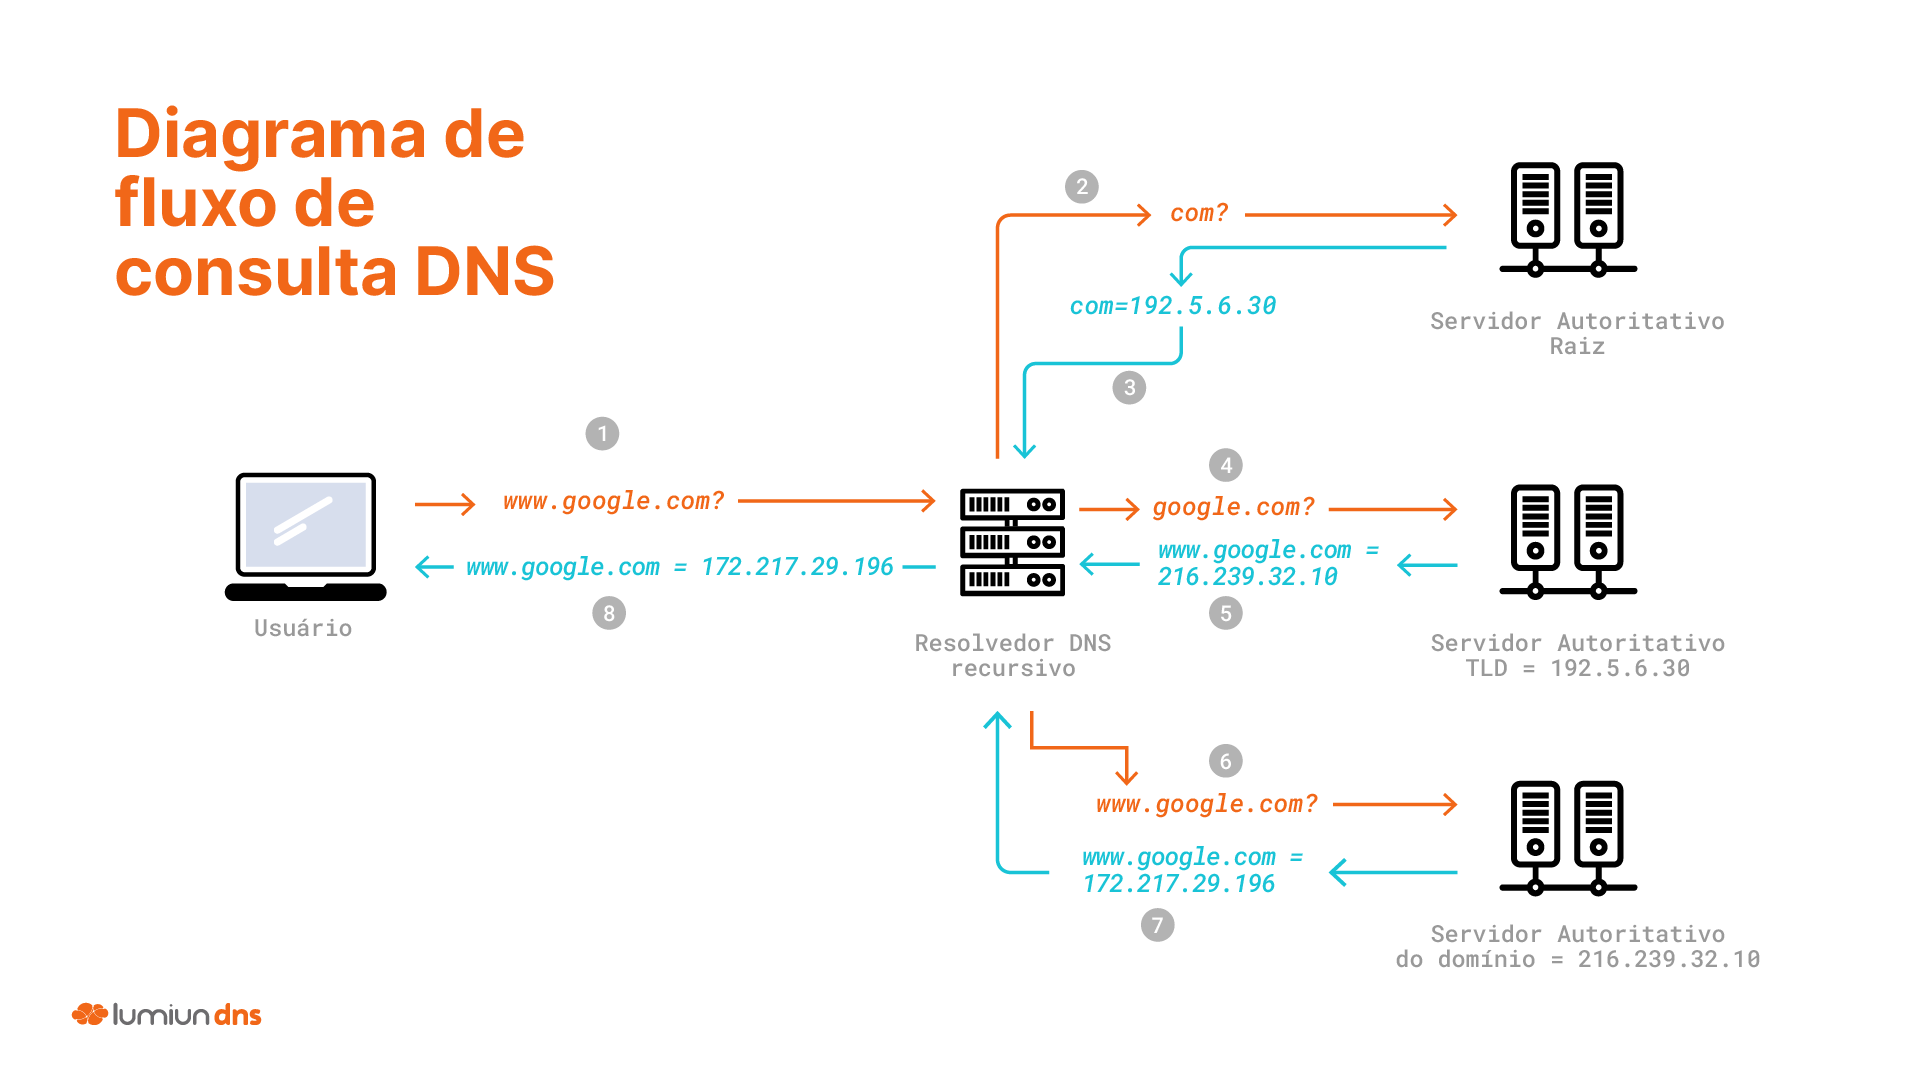 Diagrama de
fluxo de
consulta DNS
2
com?
com=192.5.6.30
3
Servidor Autoritativo
Raiz
1
www.google.com?
www.google.com = 172.217.29.196
8
Usuário
Resolvedor DNS
recursivo
4
google.com?
www.google.com =
216.239.32.10
5
Servidor Autoritativo
TLD = 192.5.6.30
6
www.google.com?
www.google.com =
172.217.29.196
7
Servidor Autoritativo
do domínio = 216.239.32.10
lumiun dns